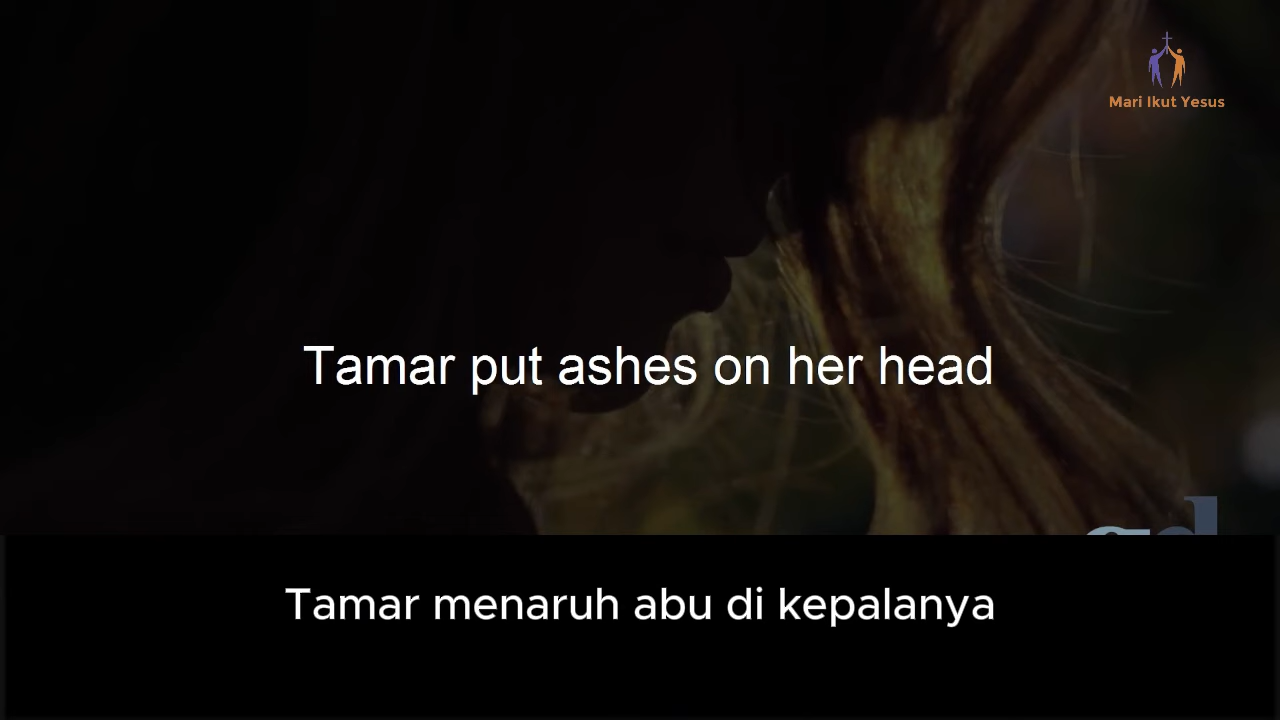 Mari Ikut Yesus
Tamar put ashes on her head
Tamar menaruh abu di kepalanya